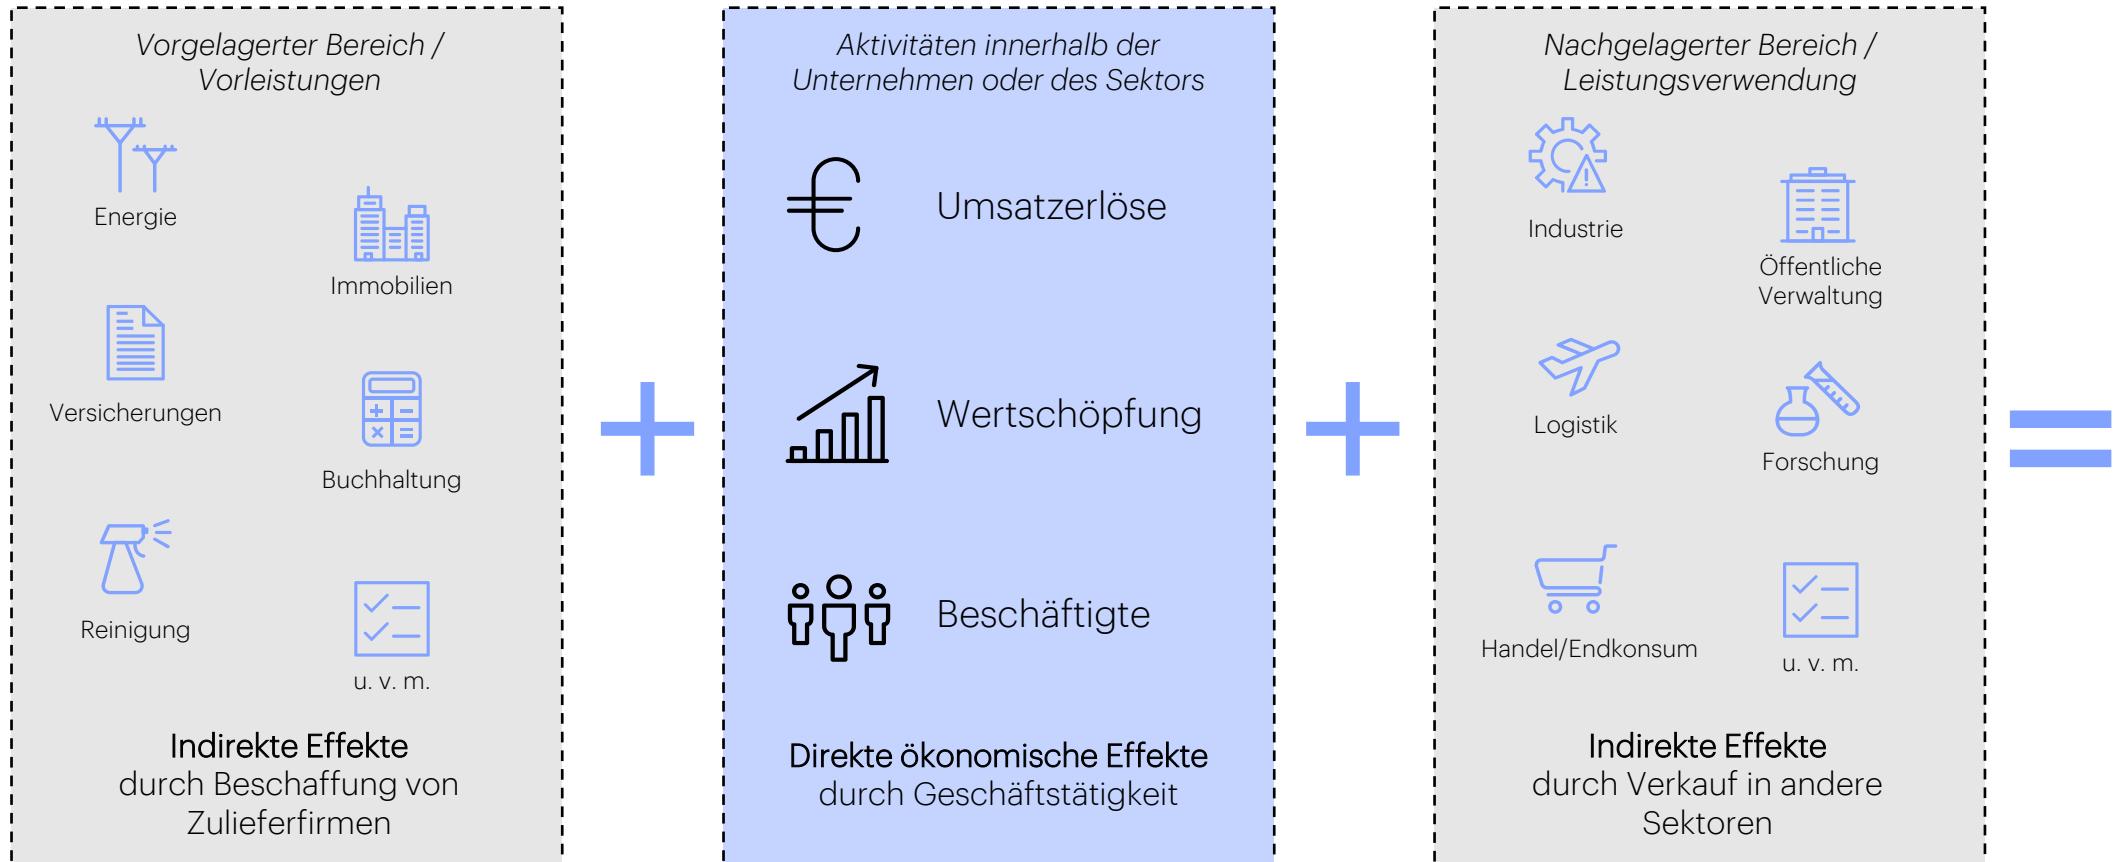 Vorgelagerter Bereich /
Vorleistungen
Energie
Immobilien
Versicherungen
Buchhaltung
Reinigung
u. v. m.
Indirekte Effekte
durch Beschaffung von
Zulieferfirmen
+
Aktivitäten innerhalb der
Unternehmen oder des Sektors
Umsatzerlöse
Wertschöpfung
Beschäftigte
Direkte ökonomische Effekte
durch Geschäftstätigkeit
+
Nachgelagerter Bereich /
Leistungsverwendung
Industrie
Öffentliche
Verwaltung
Logistik
Forschung
Handel/Endkonsum
u. v. m.
Indirekte Effekte
durch Verkauf in andere
Sektoren
=